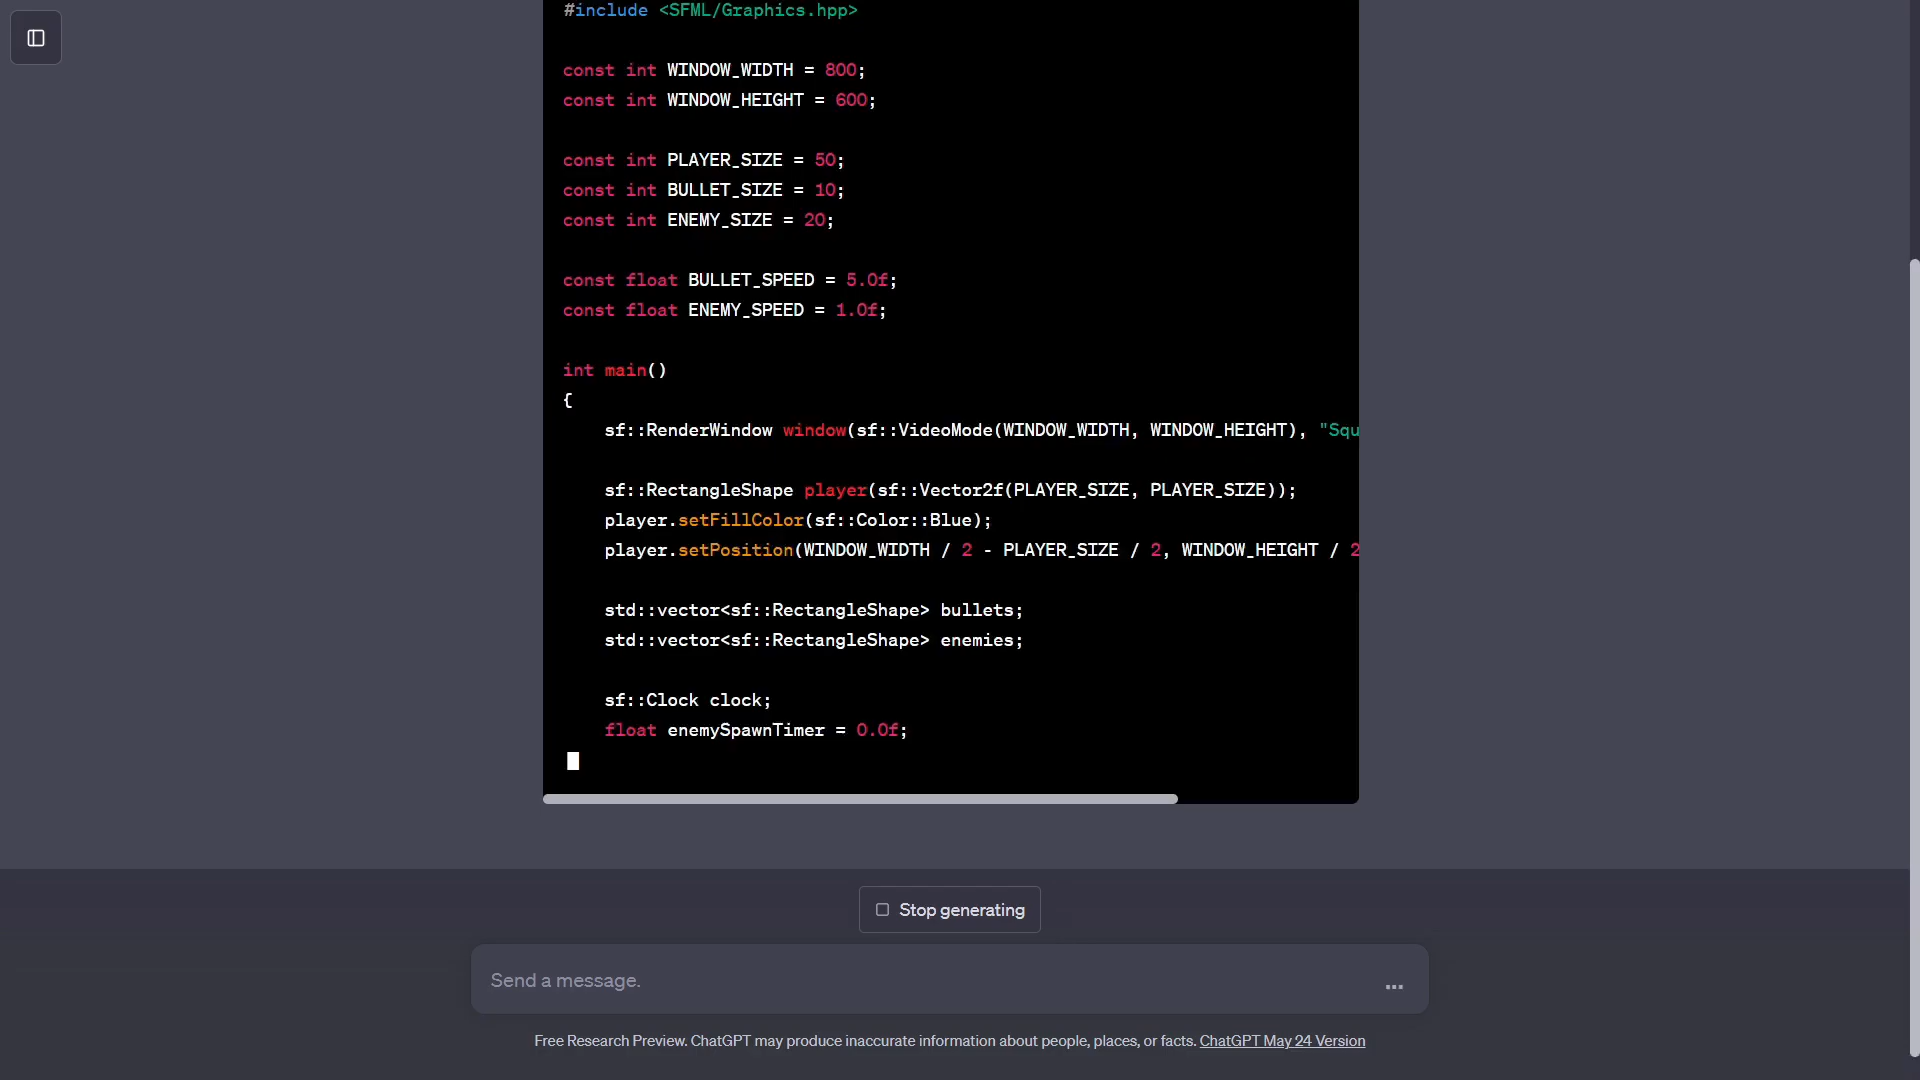 #include <SFML/Graphics.hpp>
const int WINDOW_WIDTH = 800;
const int WINDOW_HEIGHT = 600;
const int PLAYER_SIZE = 50;
const int BULLET_SIZE = 10;
const int ENEMY_SIZE = 20;
const float BULLET_SPEED = 5.0f;
const float ENEMY_SPEED = 1.0f;
int main()
{
    sf::RenderWindow window(sf::VideoMode(WINDOW_WIDTH, WINDOW_HEIGHT), "Squ
    sf::RectangleShape player(sf::Vector2f(PLAYER_SIZE, PLAYER_SIZE));
    player.setFillColor(sf::Color::Blue);
    player.setPosition(WINDOW_WIDTH / 2 - PLAYER_SIZE / 2, WINDOW_HEIGHT / 2
    std::vector<sf::RectangleShape> bullets;
    std::vector<sf::RectangleShape> enemies;
    sf::Clock clock;
    float enemySpawnTimer = 0.0f;
Stop generating
Send a message.
Free Research Preview. ChatGPT may produce inaccurate information about people, places, or facts. ChatGPT May 24 Version